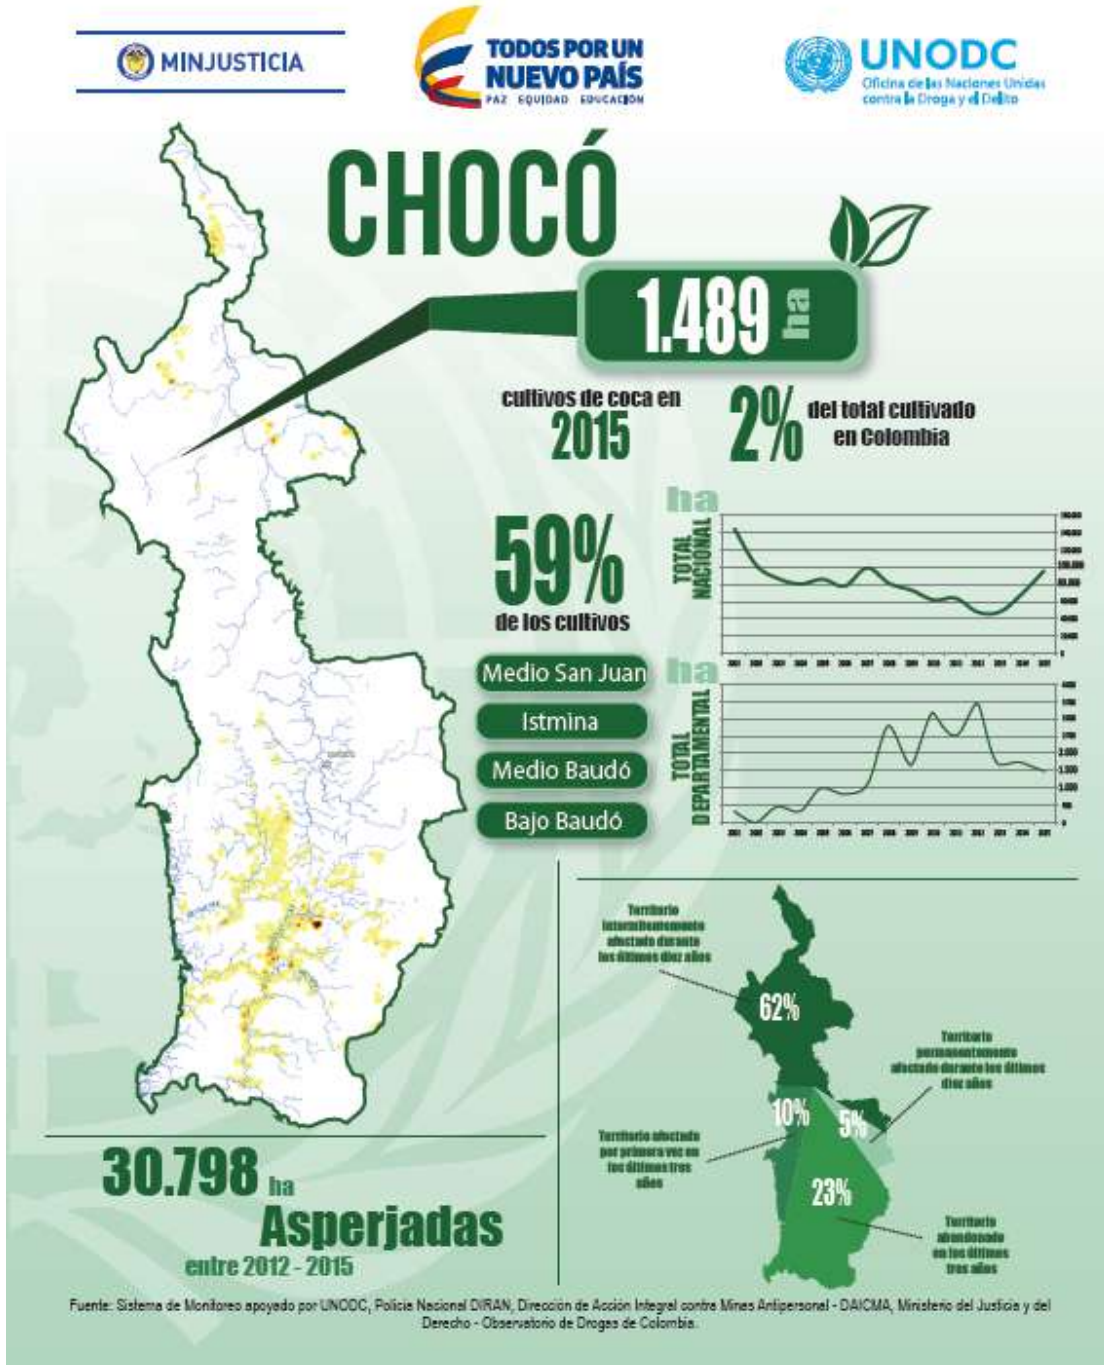 MINJUSTICIA
TODOS POR UN
NUEVO PAÍS
PAZ EQUIDAD EDUCACIÓN
UNODC
Oficina de las Naciones Unidas
contra la Droga y el Delito
CHOCÓ
1.489 ha
cultivos de coca en
2015
2% del total cultivado
en Colombia
59%
de los cultivos
Medio San Juan
Istmina
Medio Baudó
Bajo Baudó
ha
TOTAL
NACIONAL
ha
TOTAL
DEPARTAMENTAL
Territorio
intermitentemente
afectado durante
los últimos diez años
62%
Territorio
permanentemente
afectado durante los últimos
diez años
10%
5%
Territorio afectado
por primera vez en
los últimos tres
años
23%
Territorio
abandonado
en los últimos
tres años
30.798 ha
Asperjadas
entre 2012 - 2015
Fuente: Sistema de Monitoreo apoyado por UNODC, Policia Nacional DIRAN, Dirección de Acción Integral contra Minas Antipersonal - DAICMA, Ministerio del Justicia y del
Derecho - Observatorio de Drogas de Colombia.